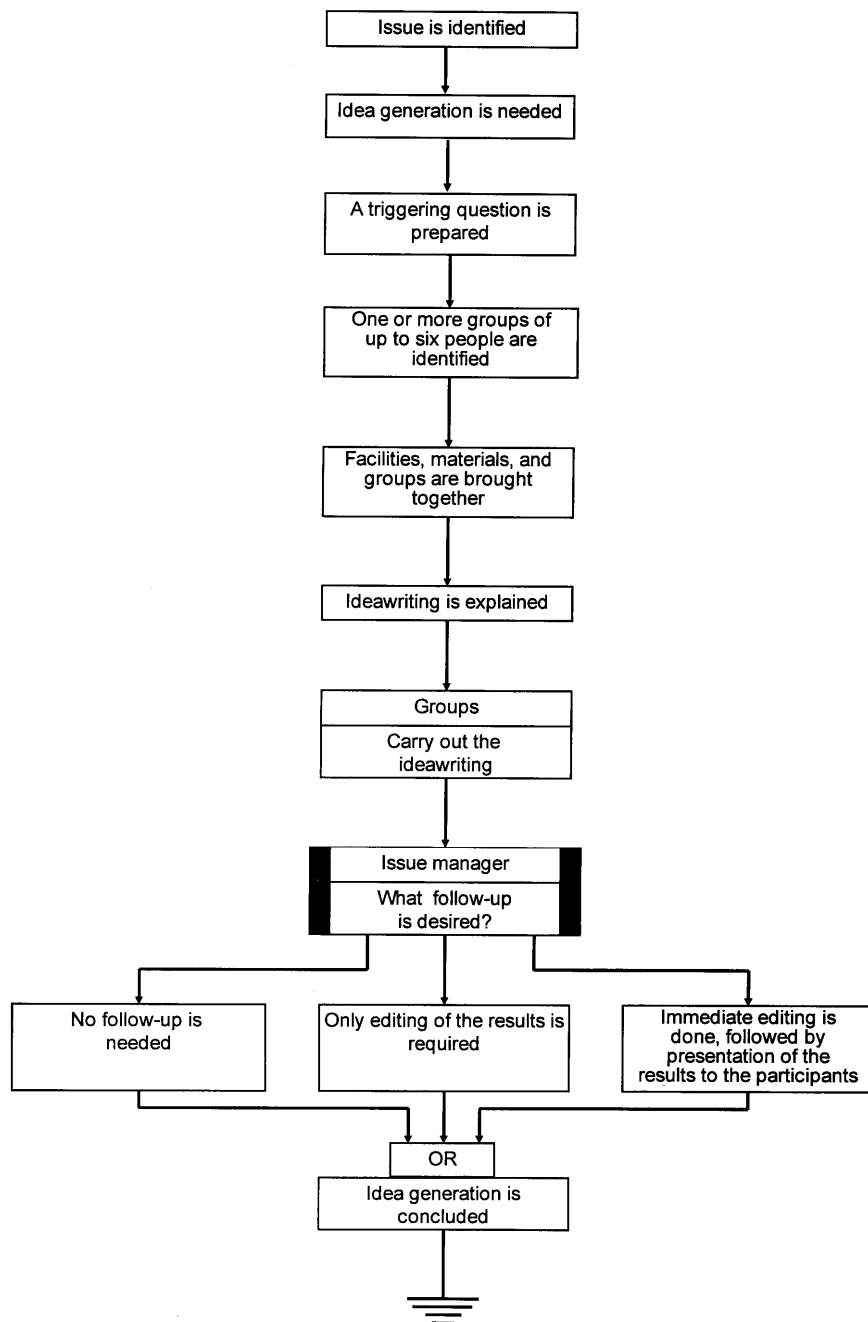 Issue is identified
Idea generation is needed
A triggering question is
prepared
One or more groups of
up to six people are
identified
Facilities, materials, and
groups are brought
together
Ideawriting is explained
Groups
Carry out the
ideawriting
Issue manager
What follow-up
is desired?
No follow-up is
needed
Only editing of the results is
required
Immediate editing is
done, followed by
presentation of the
results to the participants
OR
Idea generation is
concluded